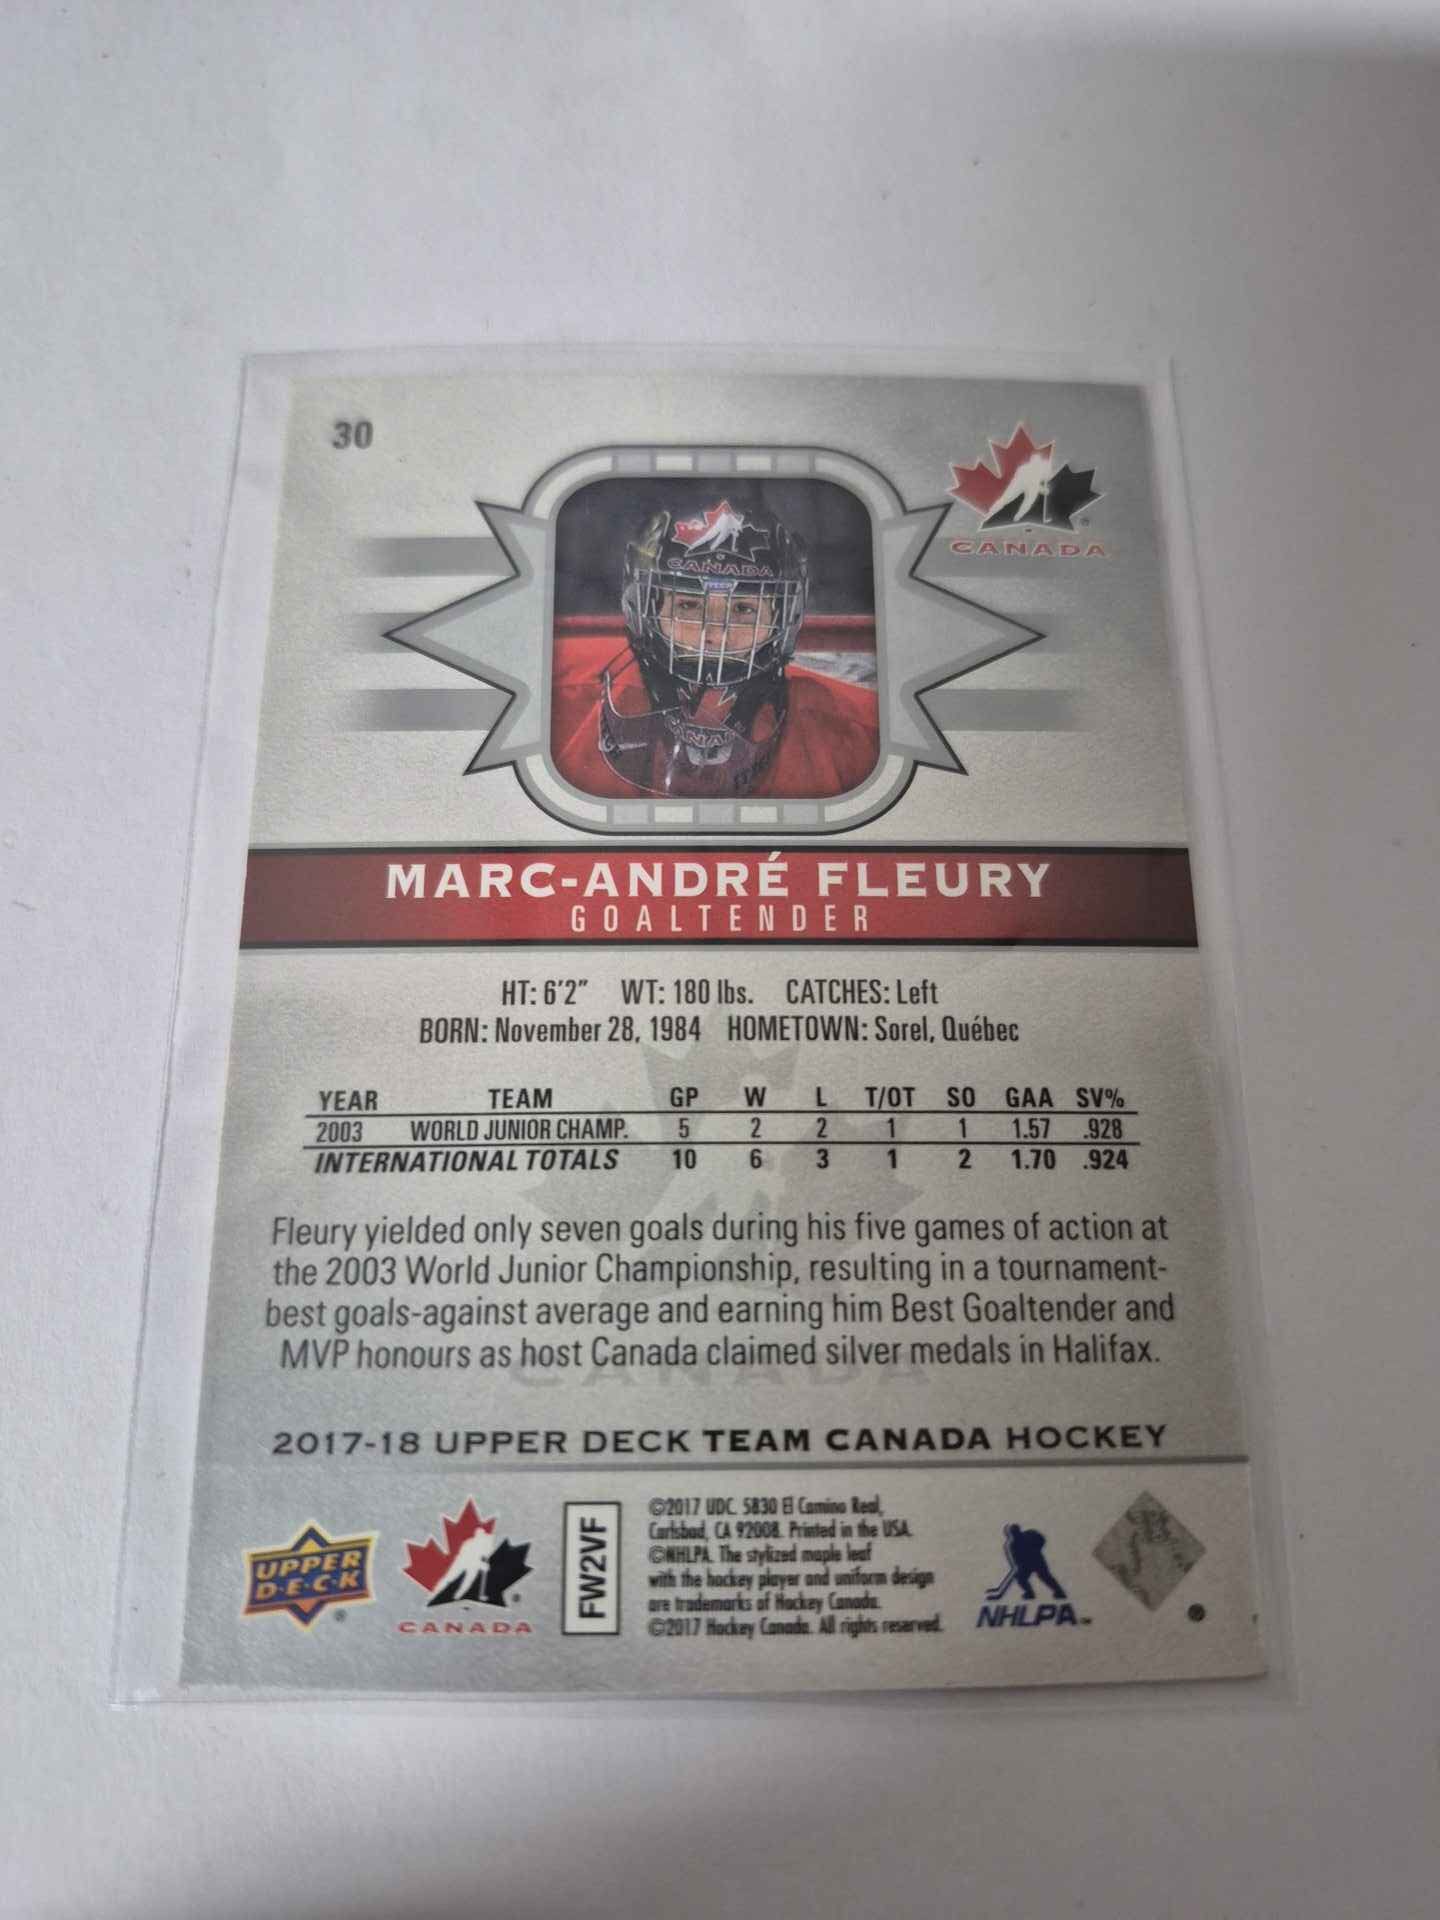 30
CANADA
CANADA
CANADA
MARC-ANDRÉ FLEURY
GOALTENDER
HT: 6'2" WT: 180 lbs. CATCHES: Left
BORN: November 28, 1984 HOMETOWN: Sorel, Québec
YEAR TEAM GP W L T/OT SO GAA SV%
2003 WORLD JUNIOR CHAMP. 5 2 2 1 1 1.57 .928
INTERNATIONAL TOTALS 10 6 3 1 2 1.70 .924
Fleury yielded only seven goals during his five games of action at
the 2003 World Junior Championship, resulting in a tournament-
best goals-against average and earning him Best Goaltender and
MVP honours as host Canada claimed silver medals in Halifax.
CANADA
2017-18 UPPER DECK TEAM CANADA HOCKEY
UPPER
D·E·C·K
®
CANADA
FW2VF
©2017 UDC. 5830 El Camino Real,
Carlsbad, CA 92008. Printed in the USA.
©NHLPA. The stylized maple leaf
with the hockey player and uniform design
are trademarks of Hockey Canada.
©2017 Hockey Canada. All rights reserved.
NHLPA™
®